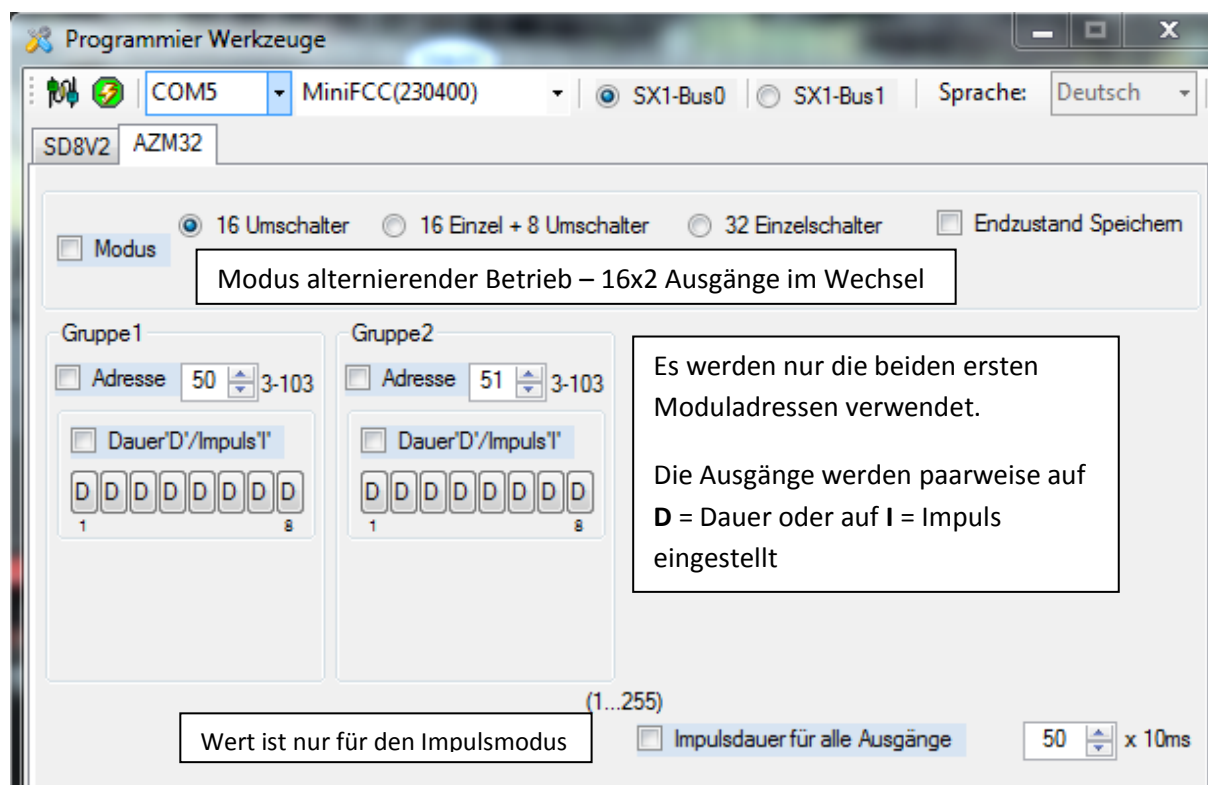 Programmier Werkzeuge
COM5 MiniFCC(230400) SX1-Bus0 SX1-Bus1 Sprache: Deutsch
SD8V2 AZM32
16 Umschalter 16 Einzel + 8 Umschalter 32 Einzelschalter Endzustand Speichern
Modus
Modus alternierender Betrieb – 16x2 Ausgänge im Wechsel
Gruppe1 Gruppe2
Adresse 50 3-103 Adresse 51 3-103
Es werden nur die beiden ersten
Moduladressen verwendet.
Dauer'D'/Impuls'I' Dauer'D'/Impuls'I'
D D D D D D D D D D D D D D D D
1 8 1 8
Die Ausgänge werden paarweise auf
D = Dauer oder auf I = Impuls
eingestellt
(1...255)
Wert ist nur für den Impulsmodus
Impulsdauer für alle Ausgänge 50 x 10ms